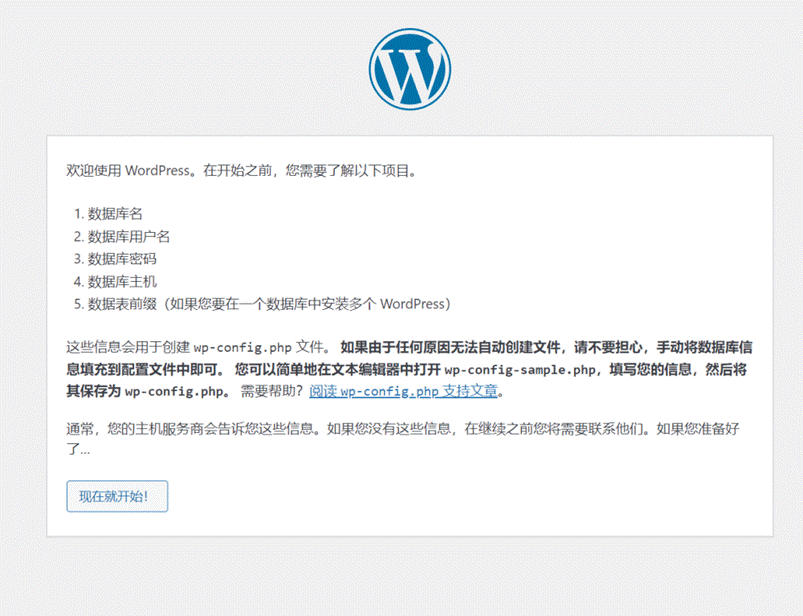 欢迎使用 WordPress。在开始之前，您需要了解以下项目。
1. 数据库名
2. 数据库用户名
3. 数据库密码
4. 数据库主机
5. 数据表前缀（如果您要在一个数据库中安装多个 WordPress）
这些信息会用于创建 wp-config.php 文件。 如果由于任何原因无法自动创建文件，请不要担心，手动将数据库信
息填充到配置文件中即可。 您可以简单地在文本编辑器中打开 wp-config-sample.php，填写您的信息，然后将
其保存为 wp-config.php。 需要帮助？阅读 wp-config.php 支持文章。
通常，您的主机服务商会告诉您这些信息。如果您没有这些信息，在继续之前您将需要联系他们。如果您准备好
了...
现在就开始！